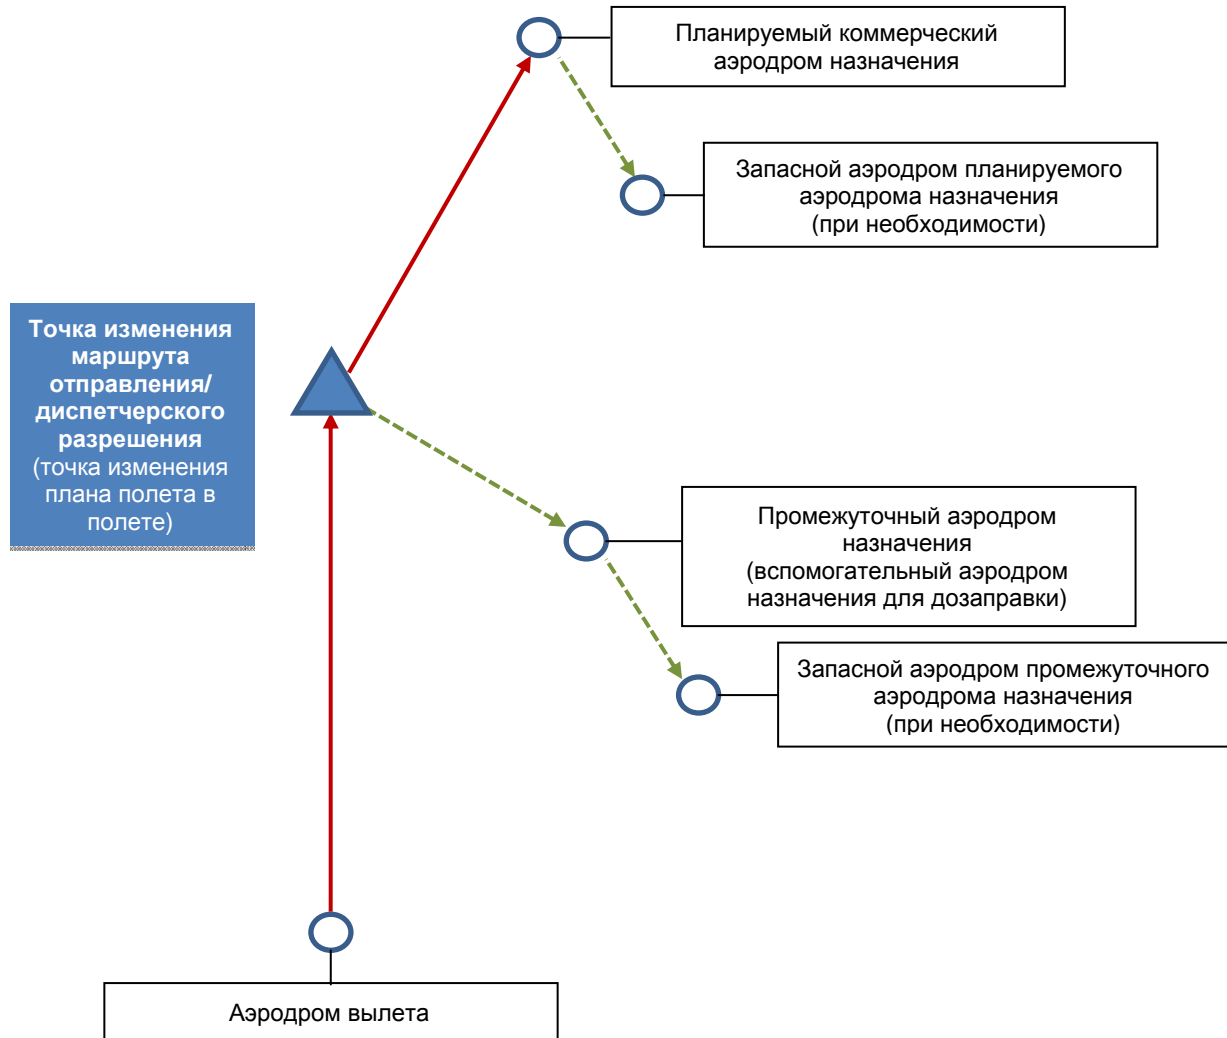 Планируемый коммерческий
аэродром назначения
Запасной аэродром планируемого
аэродрома назначения
(при необходимости)
Точка изменения
маршрута
отправления/
диспетчерского
разрешения
(точка изменения
плана полета в
полете)
Промежуточный аэродром
назначения
(вспомогательный аэродром
назначения для дозаправки)
Запасной аэродром промежуточного
аэродрома назначения
(при необходимости)
Аэродром вылета